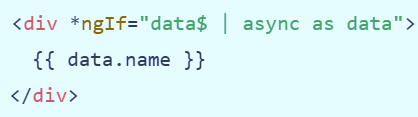 <div *ngIf="data$ | async as data">
{{ data.name }}
</div>